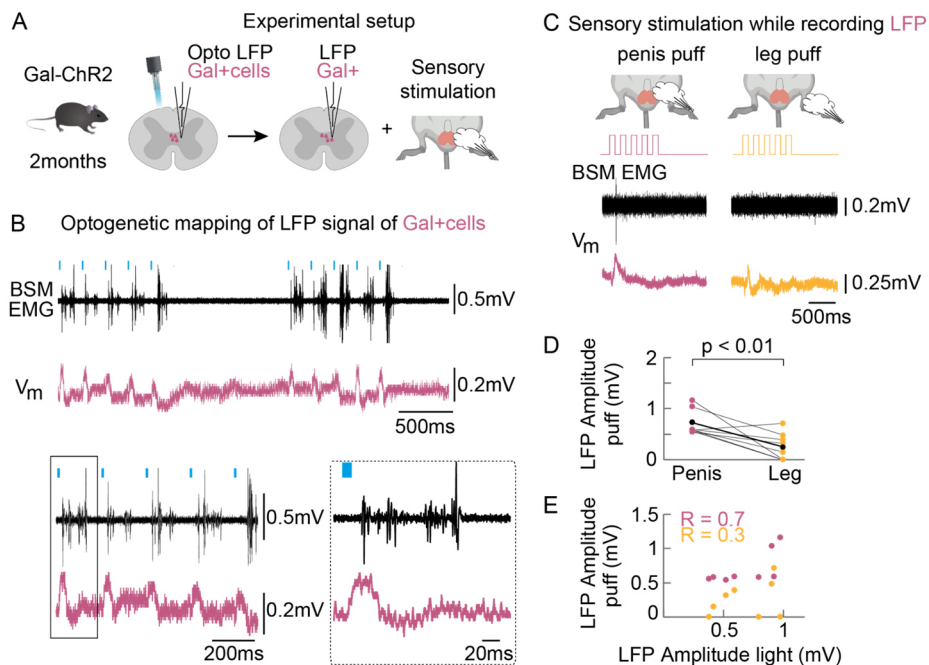 A
Experimental setup
Gal-ChR2
2months
Opto LFP
Gal+cells
LFP
Gal+
+
Sensory
stimulation
B
Optogenetic mapping of LFP signal of Gal+cells
BSM
EMG
0.5mV
Vm
0.2mV
500ms
0.5mV
0.2mV
200ms
20ms
C
Sensory stimulation while recording LFP
penis puff
leg puff
BSM EMG
0.2mV
Vm
0.25mV
500ms
D
p < 0.01
LFP Amplitude
puff (mV)
2
1
0
Penis
Leg
E
R = 0.7
R = 0.3
LFP Amplitude
puff (mV)
1.5
1
0.5
0
0.5
1
LFP Amplitude light (mV)